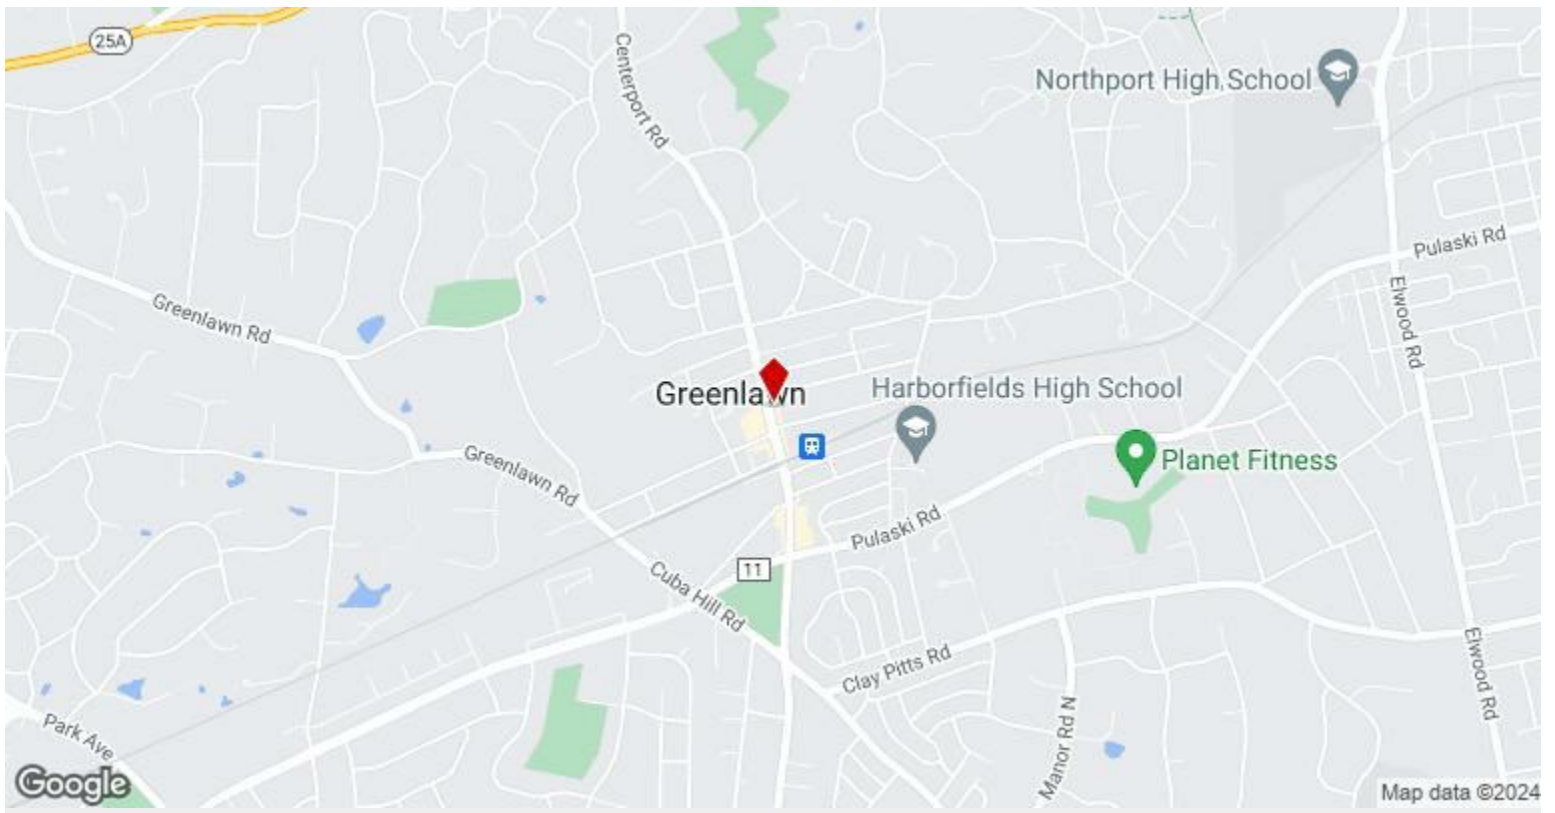 25A
Centerport Rd
Northport High School
Pulaski Rd
Greenlawn Rd
Elwood Rd
Greenlawn
Harborfields High School
Planet Fitness
Greenlawn Rd
Pulaski Rd
11
Cuba Hill Rd
Clay Pitts Rd
Elwood Rd
Manor Rd N
Park Ave
Google
Map data ©2024